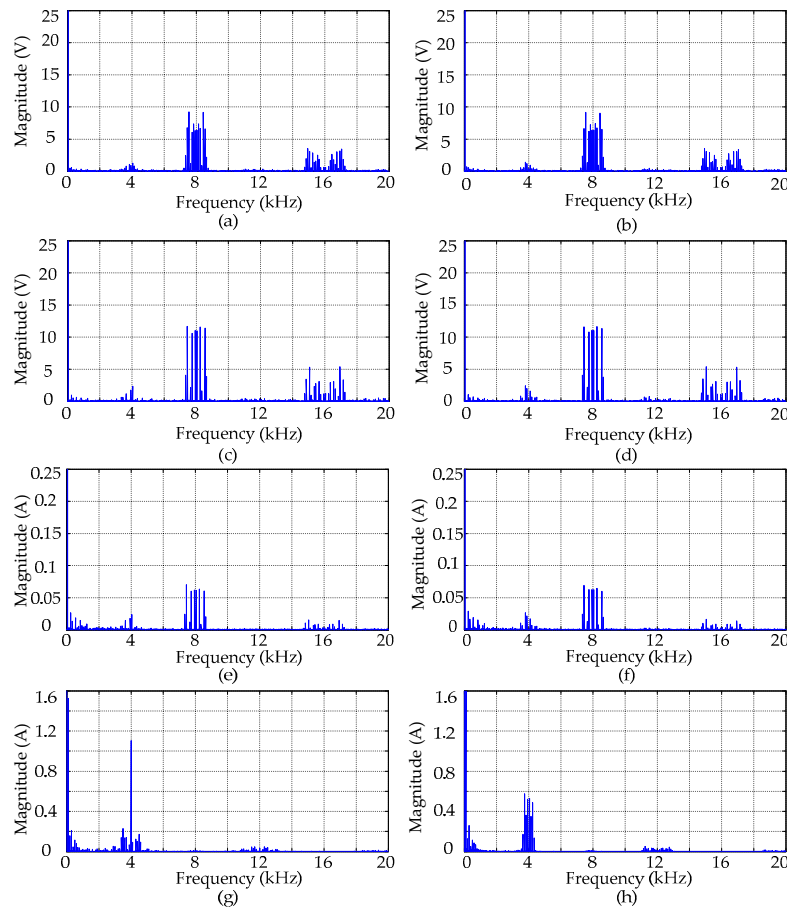 25
20
15
10
5
0
Magnitude (V)
0 4 8 12 16 20
Frequency (kHz)
(a)
25
20
15
10
5
0
Magnitude (V)
0 4 8 12 16 20
Frequency (kHz)
(b)
25
20
15
10
5
0
Magnitude (V)
0 4 8 12 16 20
Frequency (kHz)
(c)
25
20
15
10
5
0
Magnitude (V)
0 4 8 12 16 20
Frequency (kHz)
(d)
0.25
0.2
0.15
0.1
0.05
0
Magnitude (A)
0 4 8 12 16 20
Frequency (kHz)
(e)
0.25
0.2
0.15
0.1
0.05
0
Magnitude (A)
0 4 8 12 16 20
Frequency (kHz)
(f)
1.6
1.2
0.8
0.4
0
Magnitude (A)
0 4 8 12 16 20
Frequency (kHz)
(g)
1.6
1.2
0.8
0.4
0
Magnitude (A)
0 4 8 12 16 20
Frequency (kHz)
(h)